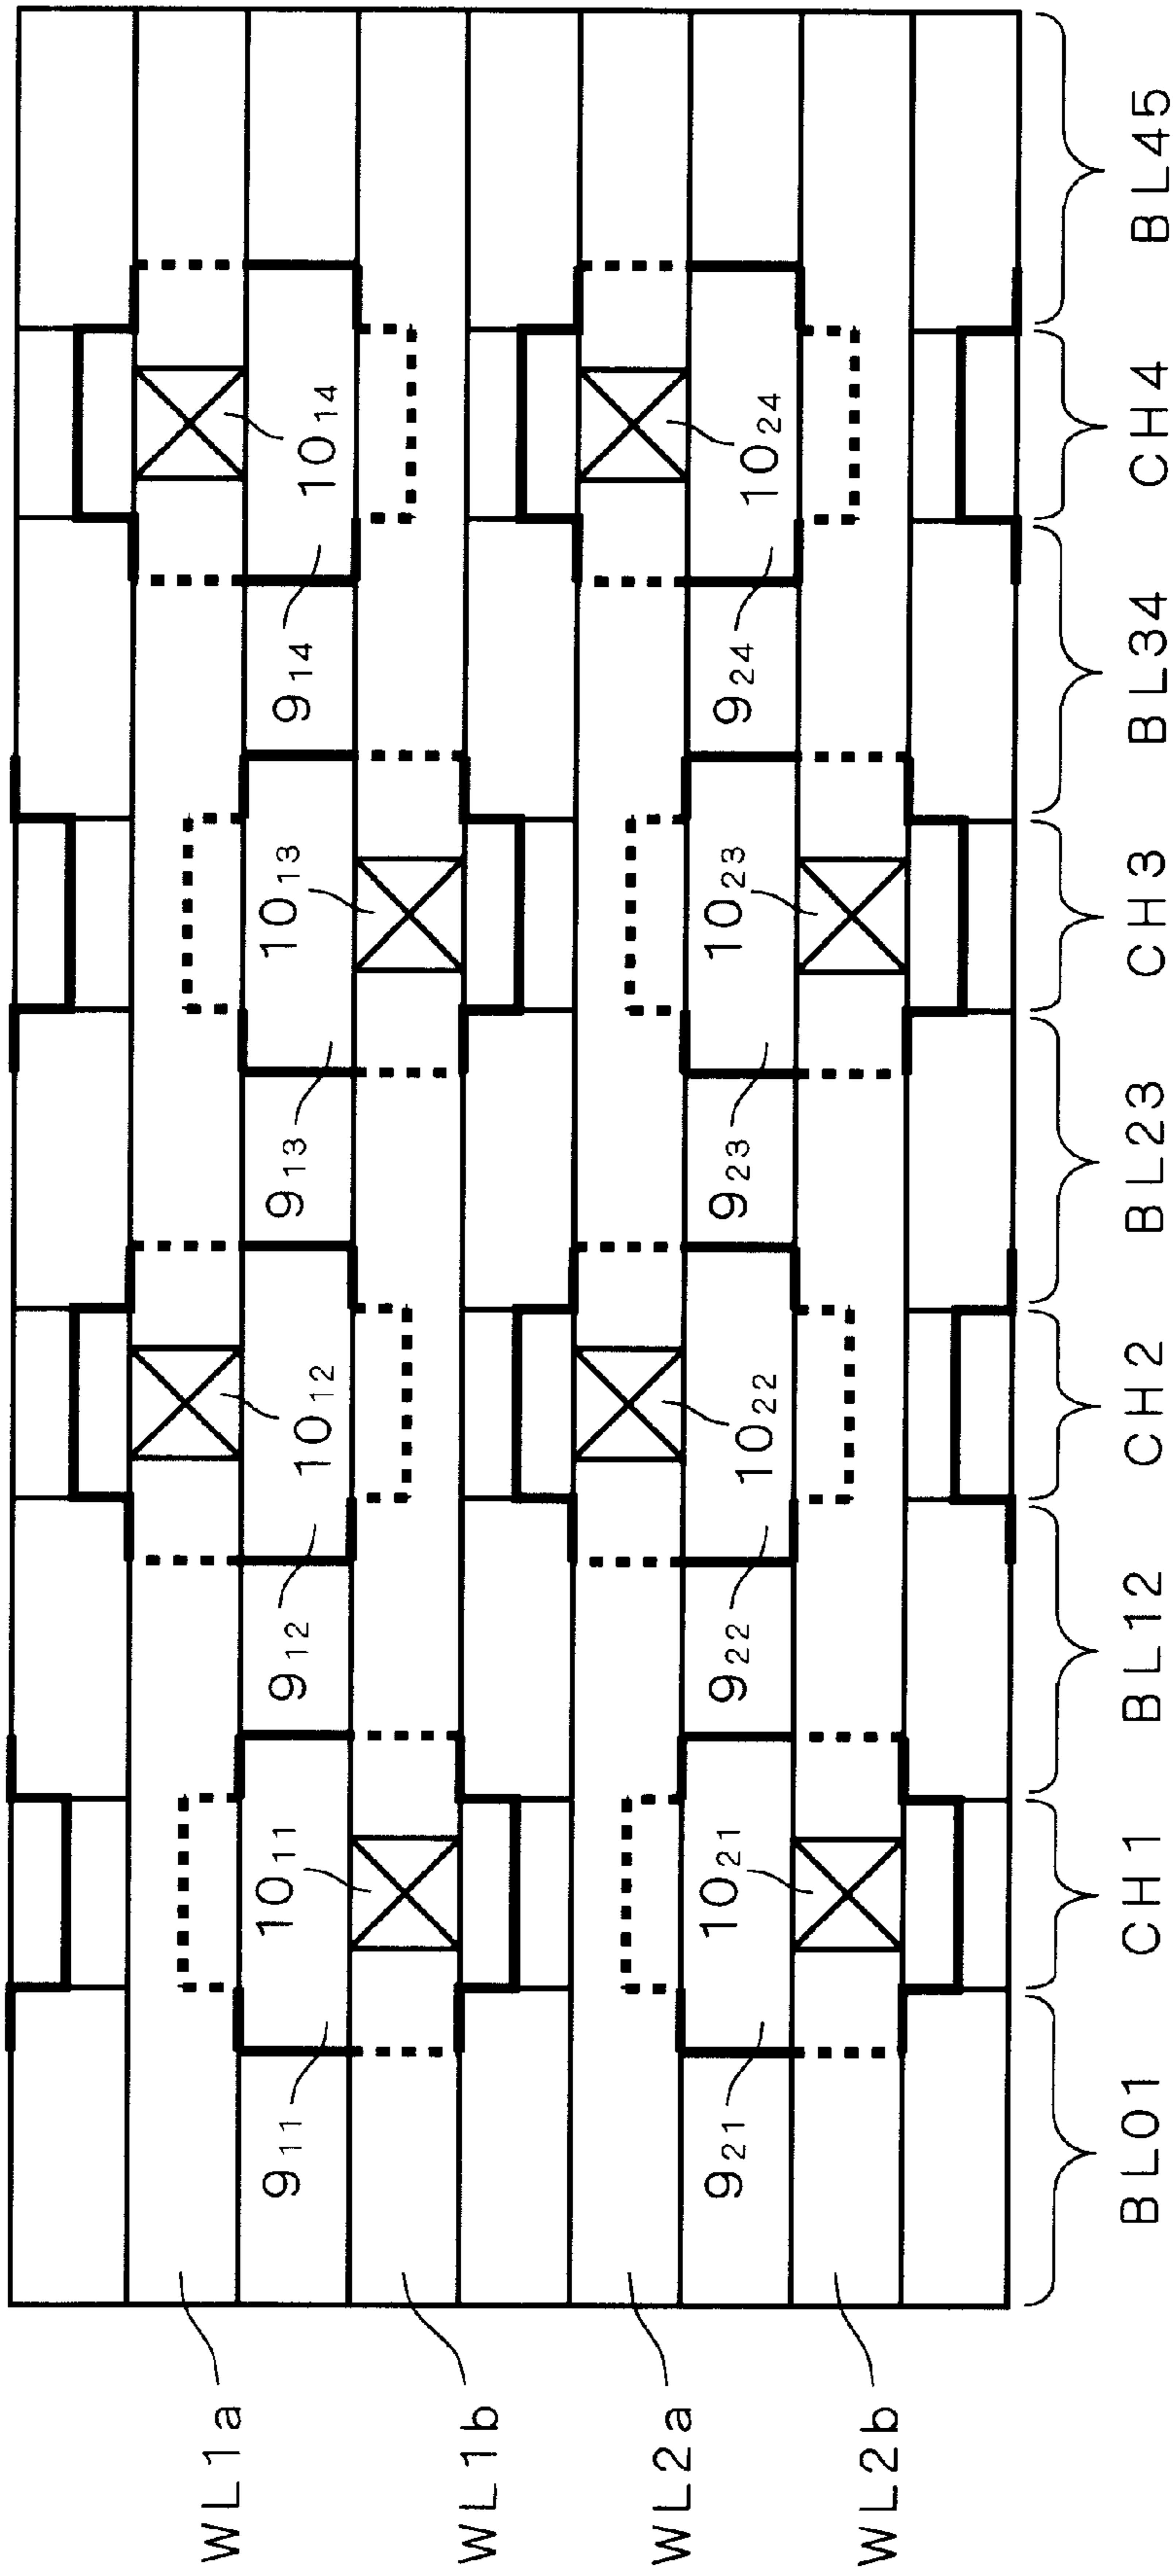 WL1a
9₁₁
10₁₁
9₁₂
10₁₂
9₁₃
10₁₃
9₁₄
10₁₄
WL1b
WL2a
9₂₁
10₂₁
9₂₂
10₂₂
9₂₃
10₂₃
9₂₄
10₂₄
WL2b
BL01
CH1
BL12
CH2
BL23
CH3
BL34
CH4
BL45